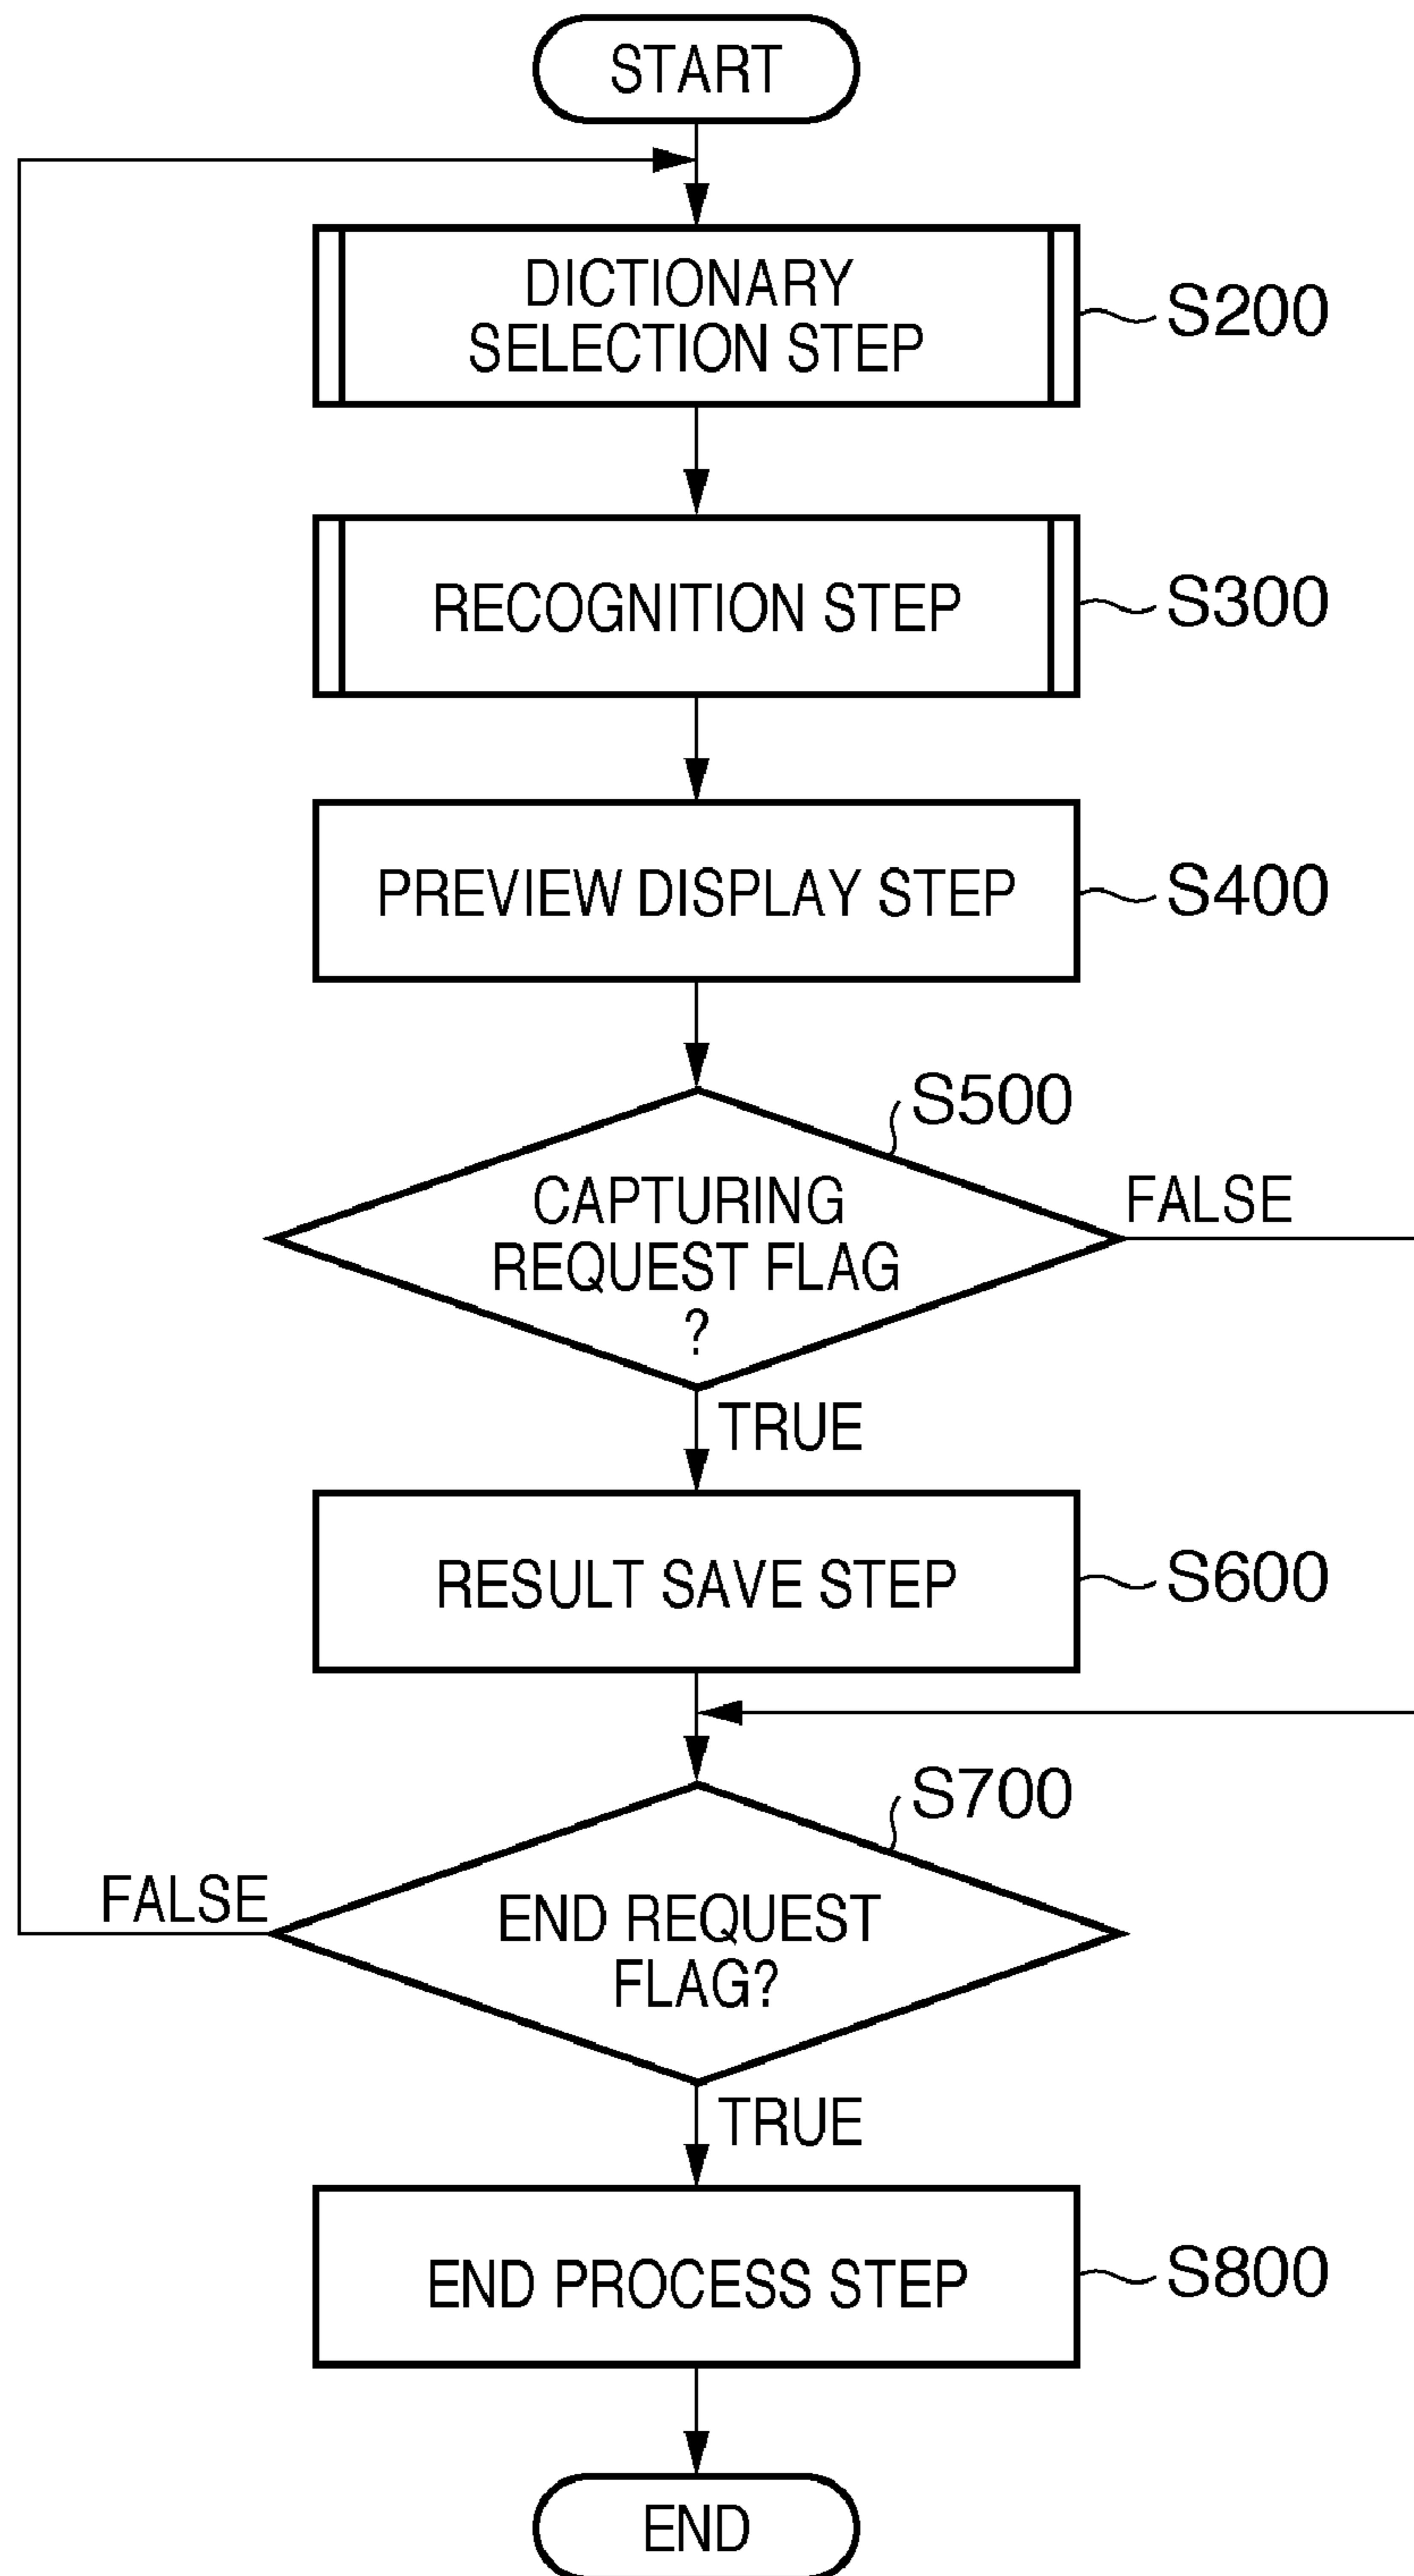 START
DICTIONARY
SELECTION STEP
S200
RECOGNITION STEP
S300
PREVIEW DISPLAY STEP
S400
S500
CAPTURING
REQUEST FLAG
?
FALSE
TRUE
RESULT SAVE STEP
S600
S700
END REQUEST
FLAG?
FALSE
TRUE
END PROCESS STEP
S800
END